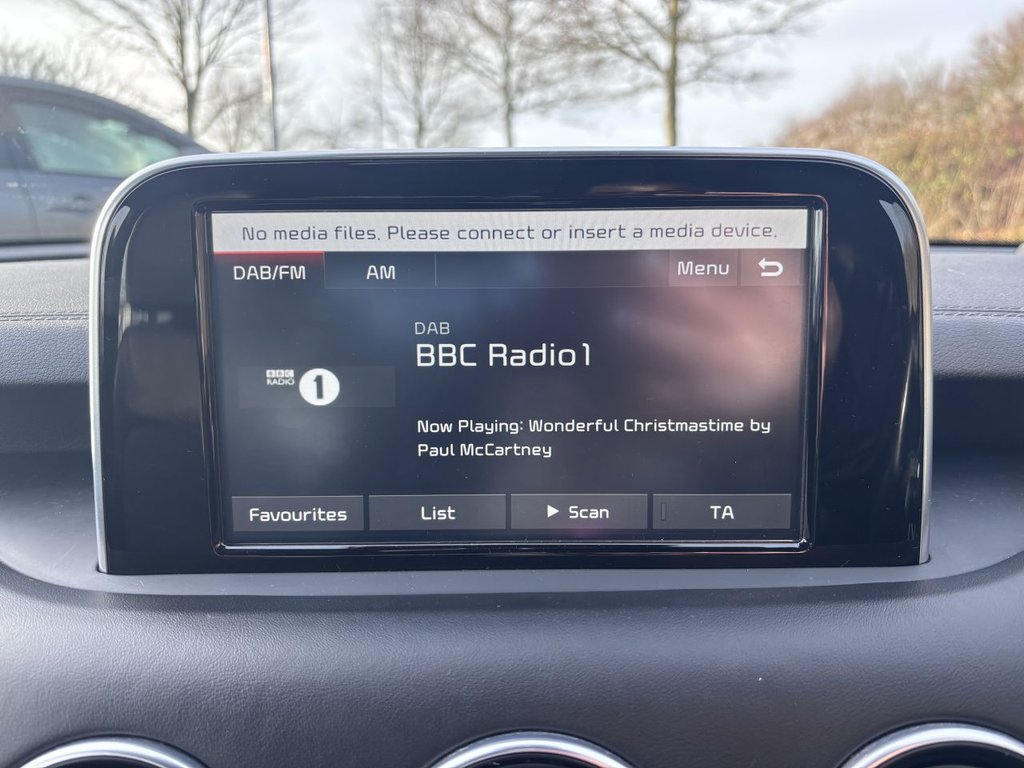 No media files. Please connect or insert a media device.
DAB/FM AM Menu
DAB
BBC Radio1
BBC
RADIO 1
Now Playing: Wonderful Christmastime by
Paul McCartney
Favourites List Scan TA